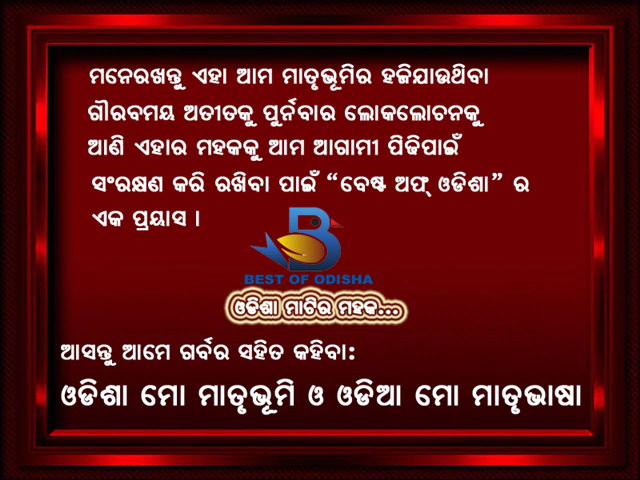 ମନେରଖନ୍ତୁ ଏହା ଆମ ମାତୃଭୂମିର ହଜିଯାଉଥିବା
ଗୌରବମୟ ଅତୀତକୁ ପୁର୍ନବାର ଲୋକଲୋଚନକୁ
ଆଣି ଏହାର ମହକକୁ ଆମ ଆଗାମୀ ପିଢିପାଇଁ
ସଂରକ୍ଷଣ କରି ରଖିବା ପାଇଁ “ବେଷ୍ଟ ଅଫ୍ ଓଡିଶା” ର
ଏକ ପ୍ରୟାସ ।
BEST OF ODISHA
ଓଡିଶା ମାଟିର ମହକ...
ଆସନ୍ତୁ ଆମେ ଗର୍ବର ସହିତ କହିବା:
ଓଡିଶା ମୋ ମାତୃଭୂମି ଓ ଓଡିଆ ମୋ ମାତୃଭାଷା